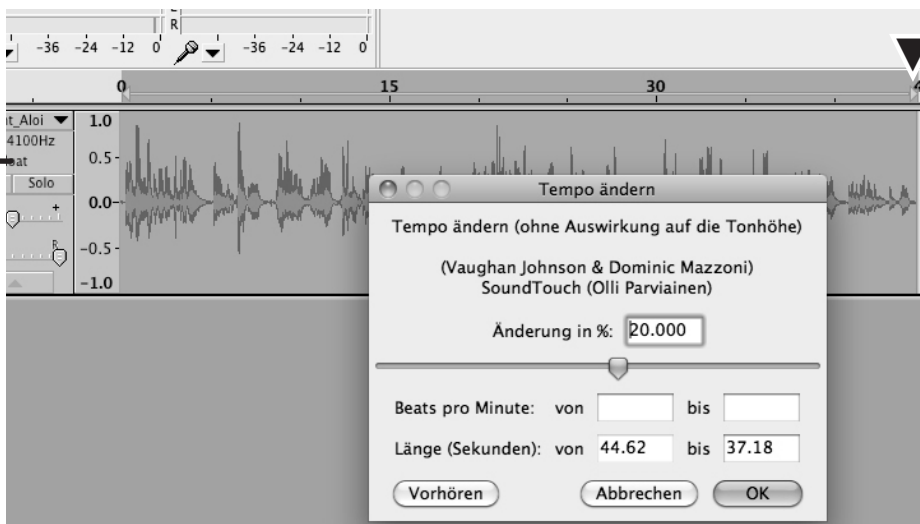 R
-36 -24 -12 0 -36 -24 -12 0
0 15 30
t_Aloi 1.0
4100Hz
0.5
Solo
0.0
+
R
-0.5
-1.0
Tempo ändern
Tempo ändern (ohne Auswirkung auf die Tonhöhe)
(Vaughan Johnson & Dominic Mazzoni)
SoundTouch (Olli Parviainen)
Änderung in %: 20.000
Beats pro Minute: von bis
Länge (Sekunden): von 44.62 bis 37.18
Vorhören Abbrechen OK